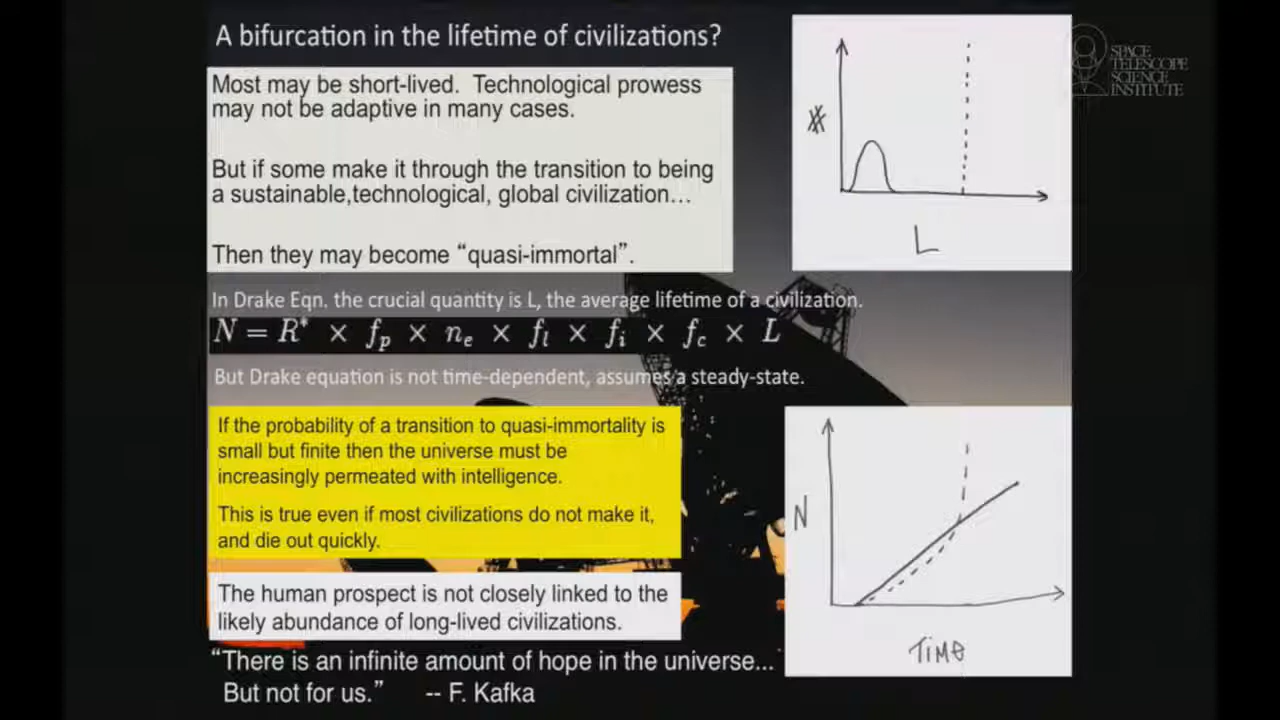 A bifurcation in the lifetime of civilizations?
Most may be short-lived. Technological prowess
may not be adaptive in many cases.
But if some make it through the transition to being
a sustainable,technological, global civilization…
Then they may become “quasi-immortal”.
#
L
SPACE
TELESCOPE
SCIENCE
INSTITUTE
In Drake Eqn. the crucial quantity is L, the average lifetime of a civilization.
N = R* × fp × ne × fl × fi × fc × L
But Drake equation is not time-dependent, assumes a steady-state.
If the probability of a transition to quasi-immortality is
small but finite then the universe must be
increasingly permeated with intelligence.
This is true even if most civilizations do not make it,
and die out quickly.
N
TIME
The human prospect is not closely linked to the
likely abundance of long-lived civilizations.
“There is an infinite amount of hope in the universe...
But not for us.” -- F. Kafka